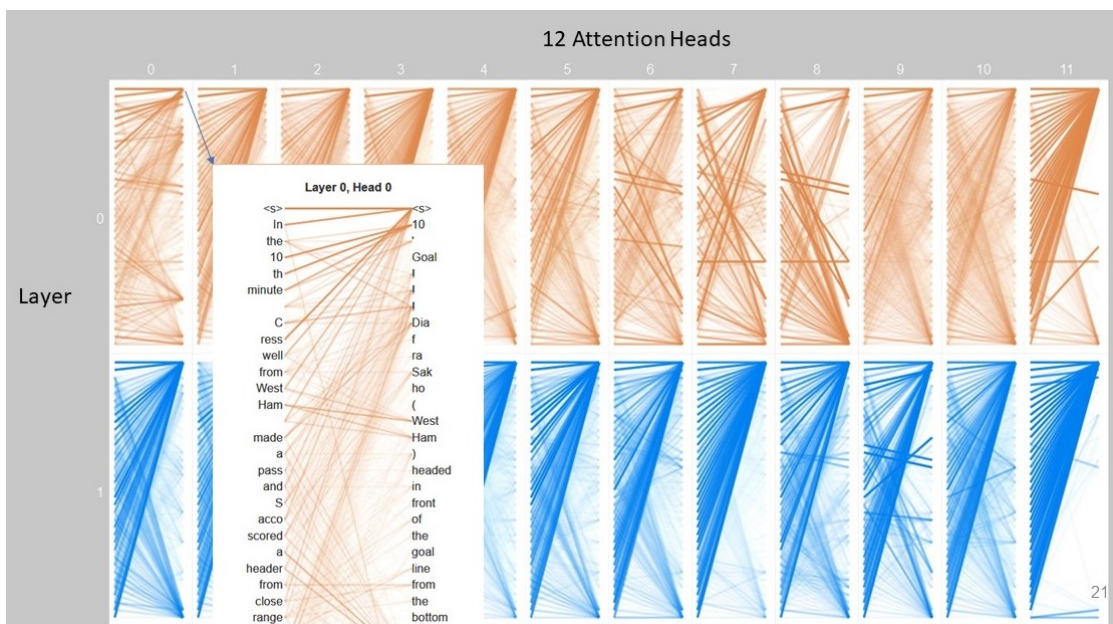 12 Attention Heads
0 1 2 3 4 5 6 7 8 9 10 11
Layer
0
1
Layer 0, Head 0
<s> <s>
In 10
the '
10 Goal
th !
minute !
!
C Dia
ress f
well ra
from Sak
West ho
Ham (
West
made Ham
a )
pass headed
and in
S front
acco of
scored the
a goal
header line
from from
close the
range bottom
21